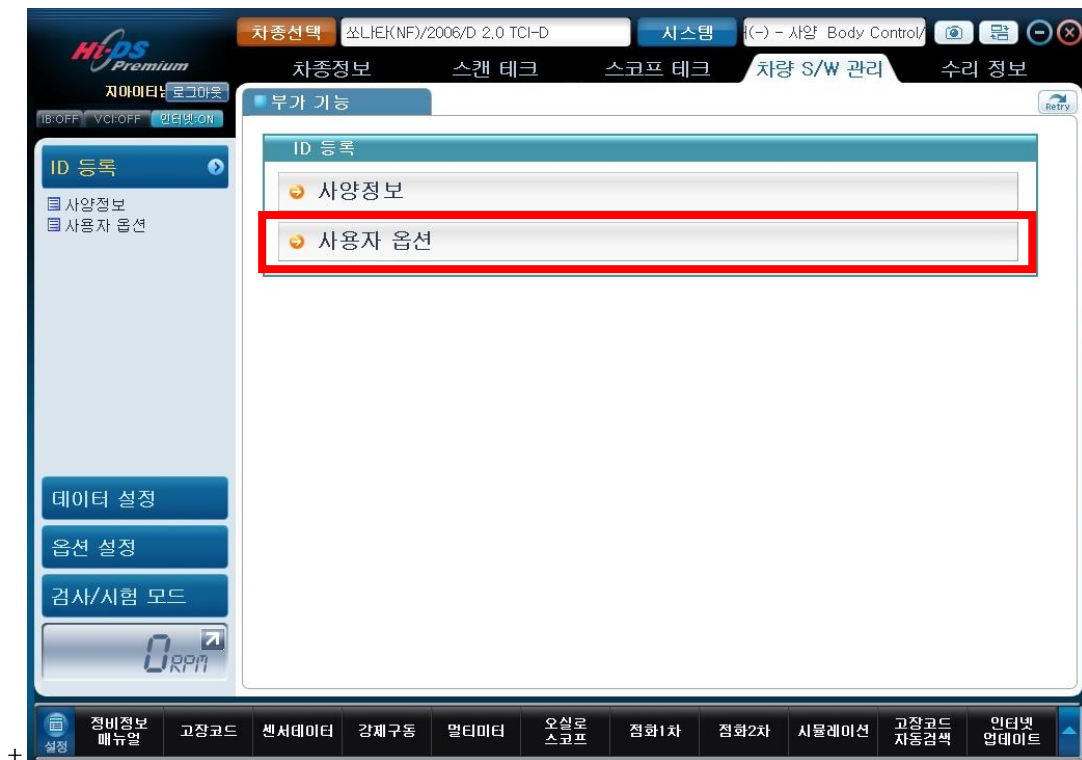 Hi-DS
Premium
차종선택 쏘나타(NF)/2006/D 2.0 TCI-D 시스템 (-) - 사양 Body Control/
차종정보 스캔 테크 스코프 테크 차량 S/W 관리 수리 정보
지아이티 로그아웃
IB:OFF VCI:OFF 인터넷:ON
부가 기능
Retry
ID 등록
ID 등록
사양정보
사용자 옵션
사양정보
사용자 옵션
데이터 설정
옵션 설정
검사/시험 모드
0 RPM
설정
정비정보
매뉴얼
고장코드
센서데이터
강제구동
멀티미터
오실로
스코프
점화1차
점화2차
시뮬레이션
고장코드
자동검색
인터넷
업데이트
+